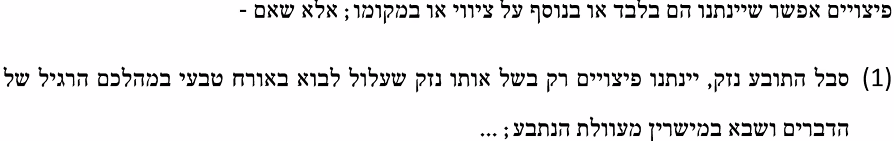 פיצויים אפשר שיינתנו הם בלבד או בנוסף על ציווי או במקומו; אלא שאם -
(1) סבל התובע נזק, יינתנו פיצויים רק בשל אותו נזק שעלול לבוא באורח טבעי במהלכם הרגיל של
הדברים ושבא במישרין מעוולת הנתבע; ...